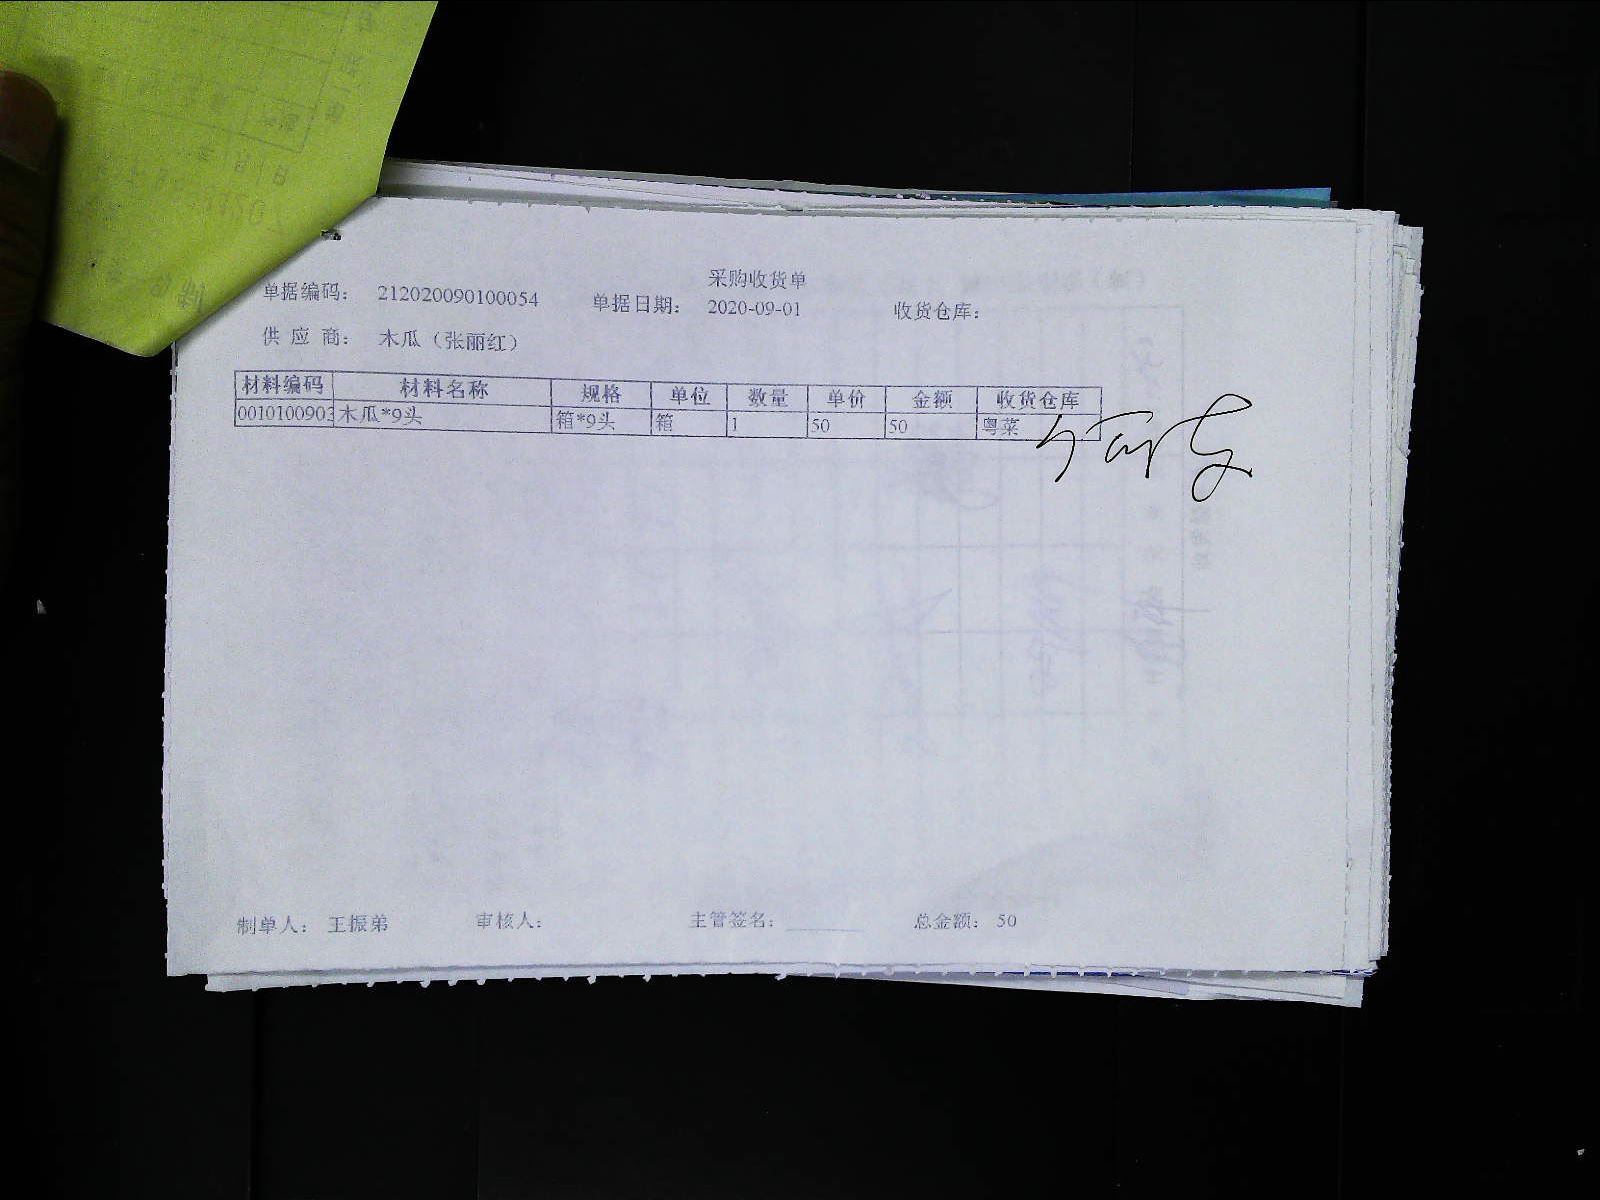 采购收货单
单据编码： 212020090100054 单据日期： 2020-09-01 收货仓库：
供 应 商： 木瓜（张丽红）
材料编码 材料名称 规格 单位 数量 单价 金额 收货仓库
0010100903 木瓜*9头 箱*9头 箱 1 50 50 粤菜
制单人： 王振弟 审核人： 主管签名： 总金额： 50